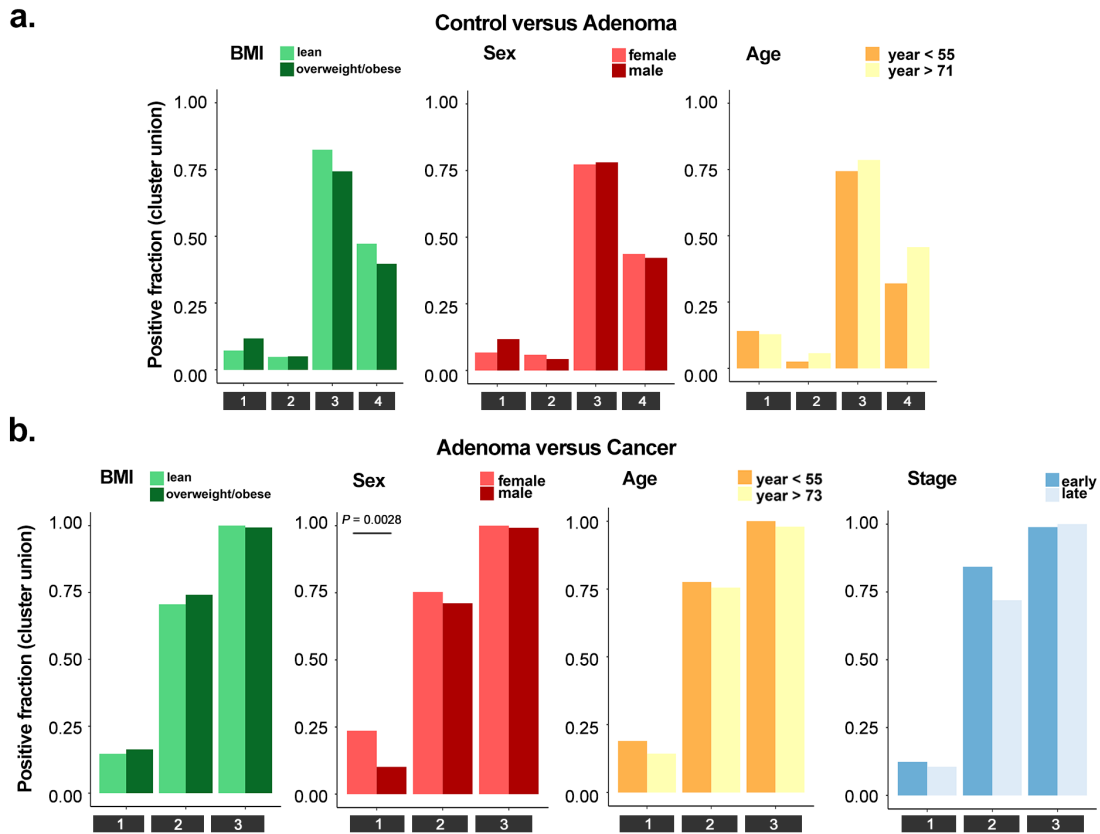 a.
Control versus Adenoma
BMI
lean
overweight/obese
Sex
female
male
Age
year < 55
year > 71
Positive fraction (cluster union)
1.00
0.75
0.50
0.25
0.00
1 2 3 4
1.00
0.75
0.50
0.25
0.00
1 2 3 4
1.00
0.75
0.50
0.25
0.00
1 2 3 4
b.
Adenoma versus Cancer
BMI
lean
overweight/obese
Sex
female
male
Age
year < 55
year > 73
Stage
early
late
Positive fraction (cluster union)
1.00
0.75
0.50
0.25
0.00
1 2 3
P = 0.0028
1.00
0.75
0.50
0.25
0.00
1 2 3
1.00
0.75
0.50
0.25
0.00
1 2 3
1.00
0.75
0.50
0.25
0.00
1 2 3